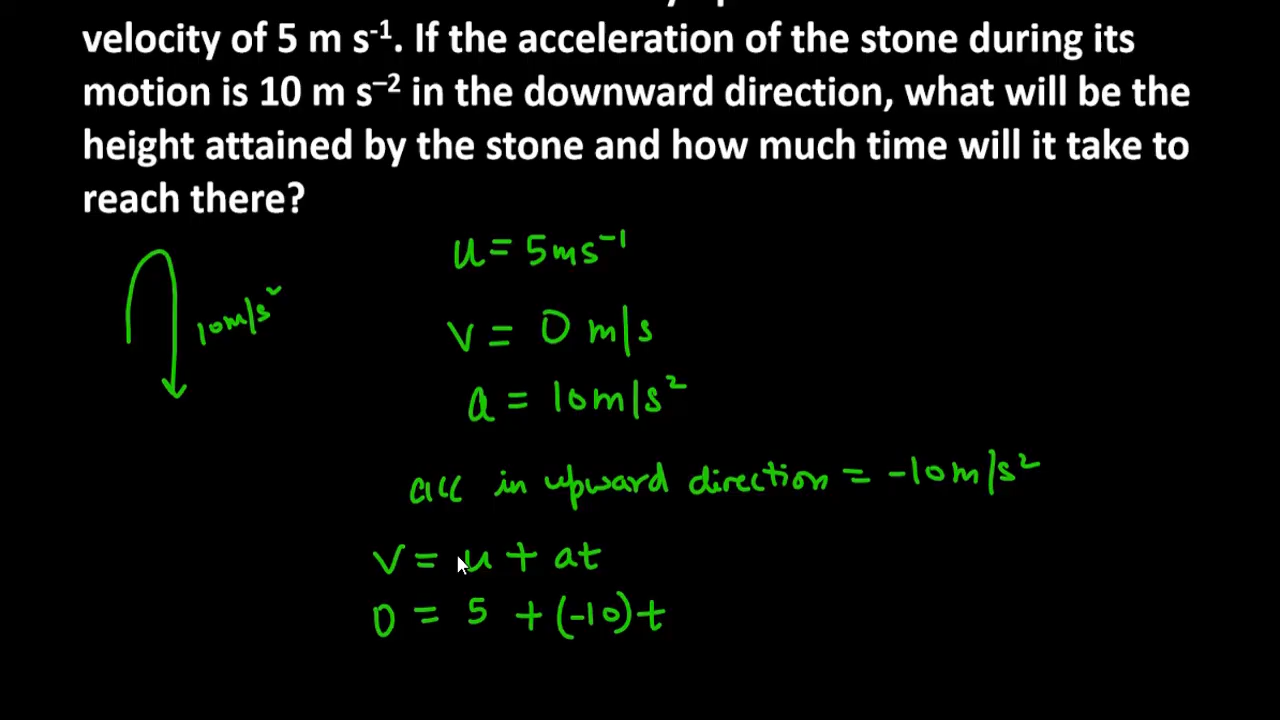 velocity of 5 m s⁻¹. If the acceleration of the stone during its
motion is 10 m s⁻² in the downward direction, what will be the
height attained by the stone and how much time will it take to
reach there?
u = 5ms⁻¹
10m/s²
v = 0 m/s
a = 10m/s²
acc in upward direction = -10m/s²
v = u + at
0 = 5 + (-10)t